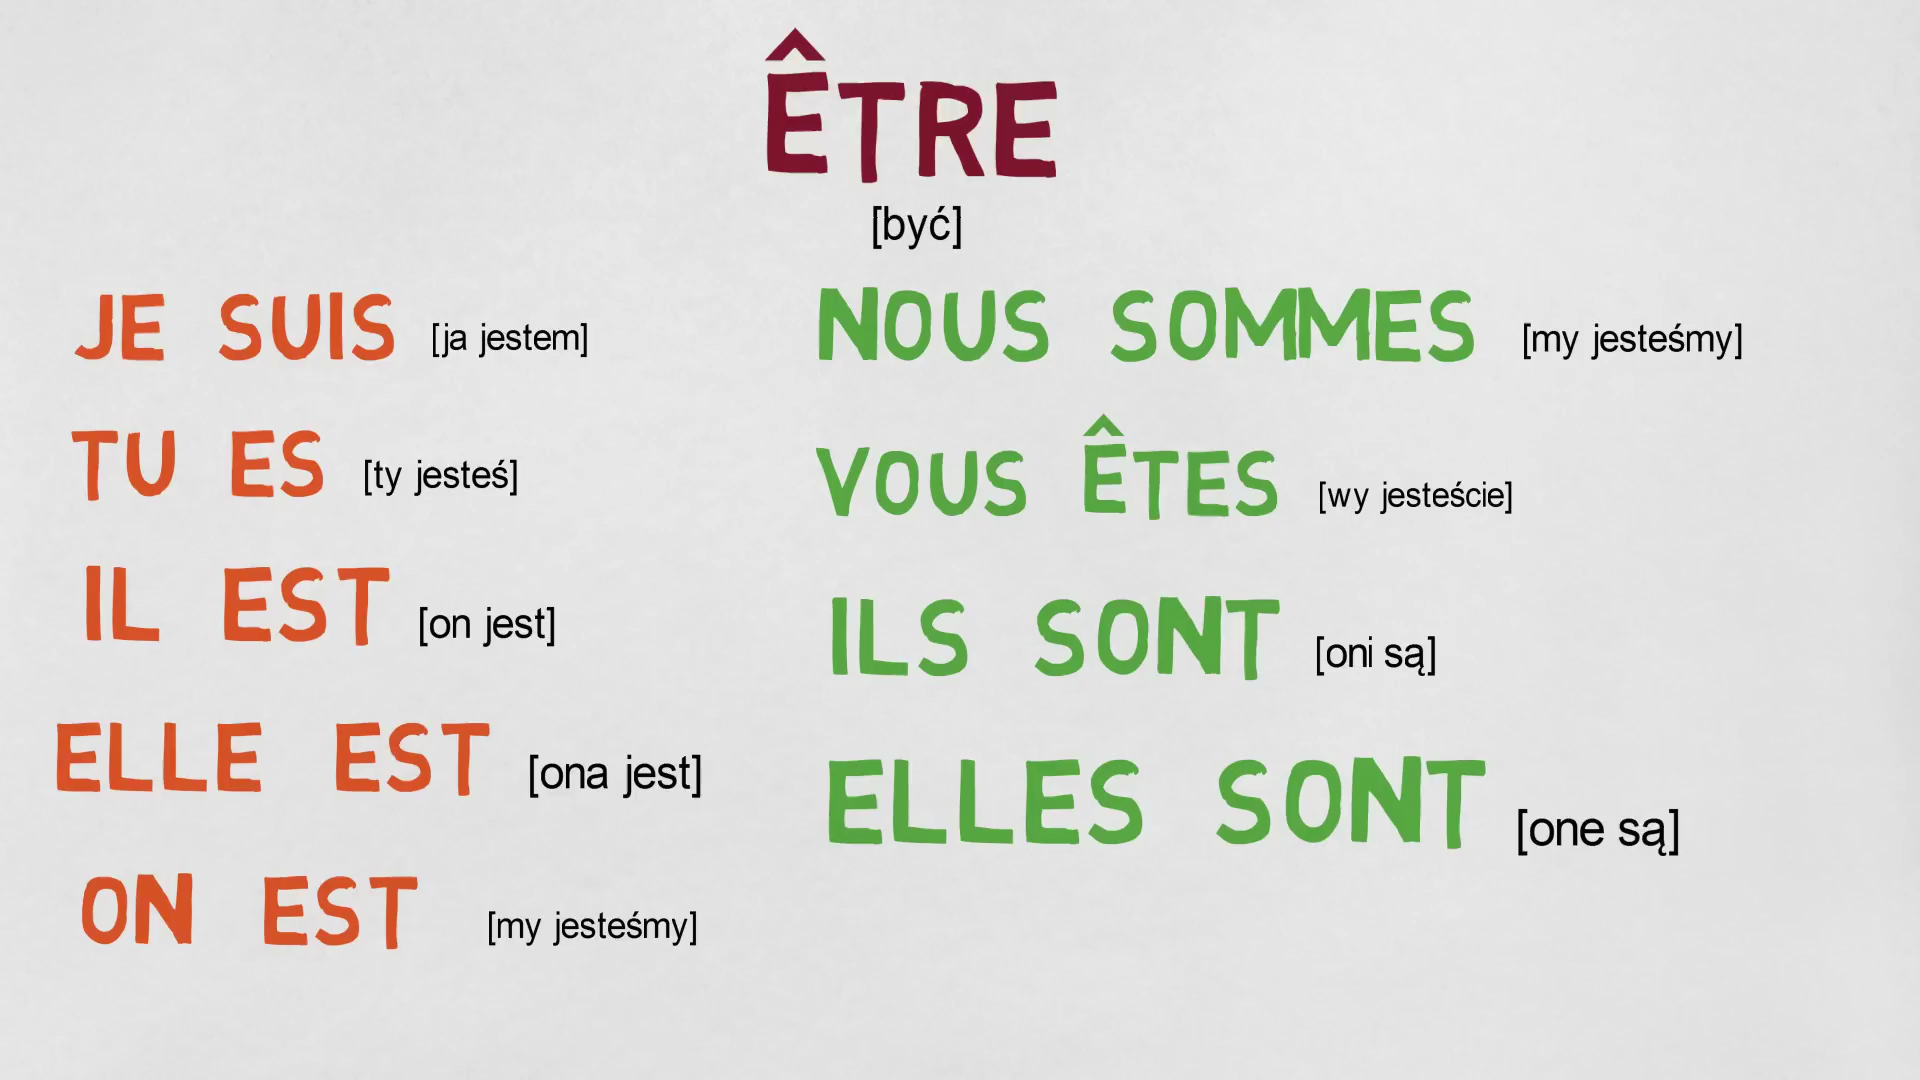 ÊTRE
[być]
JE SUIS [ja jestem]
TU ES [ty jesteś]
IL EST [on jest]
ELLE EST [ona jest]
ON EST [my jesteśmy]
NOUS SOMMES [my jesteśmy]
VOUS ÊTES [wy jesteście]
ILS SONT [oni są]
ELLES SONT [one są]